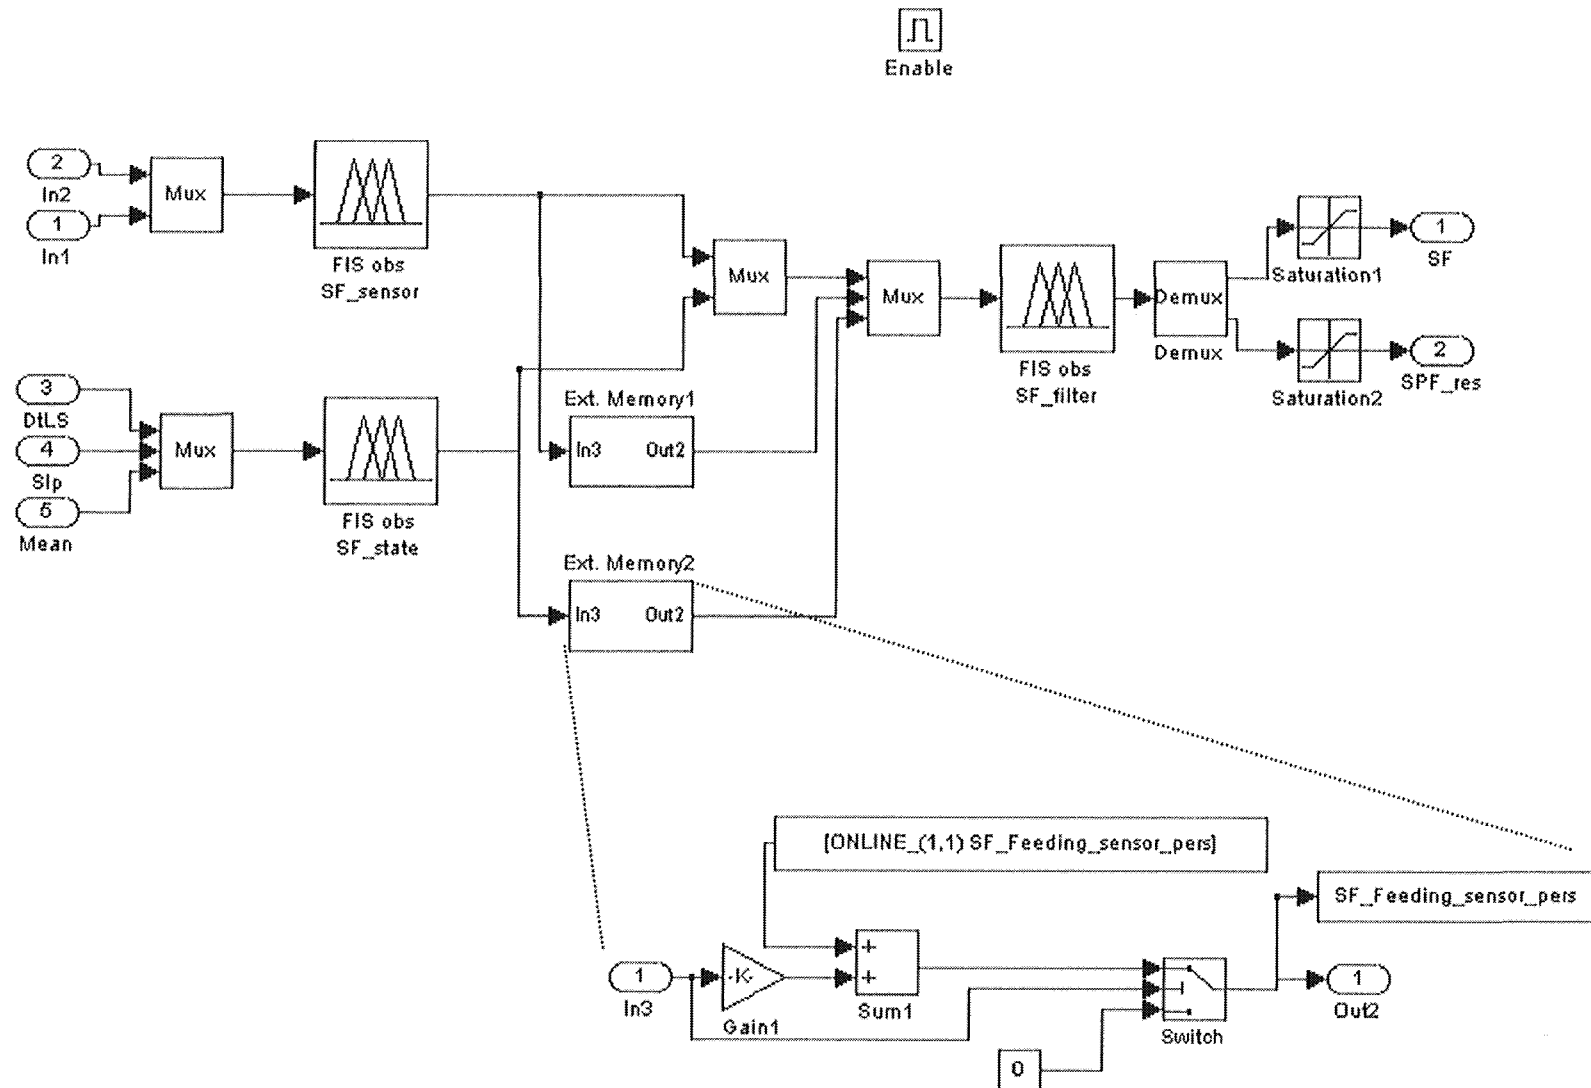 Enable
2
In2
1
In1
Mux
FIS obs
SF_sensor
3
DtLS
4
Slp
5
Mean
Mux
FIS obs
SF_state
Mux
Ext. Memory1
In3 Out2
Ext. Memory2
In3 Out2
Mux
FIS obs
SF_filter
Demux
Demux
Saturation1
1
SF
Saturation2
2
SPF_res
[ONLINE_(1,1) SF_Feeding_sensor_pers]
SF_Feeding_sensor_pers
1
In3
-K-
Gain1
+
+
Sum1
0
Switch
1
Out2